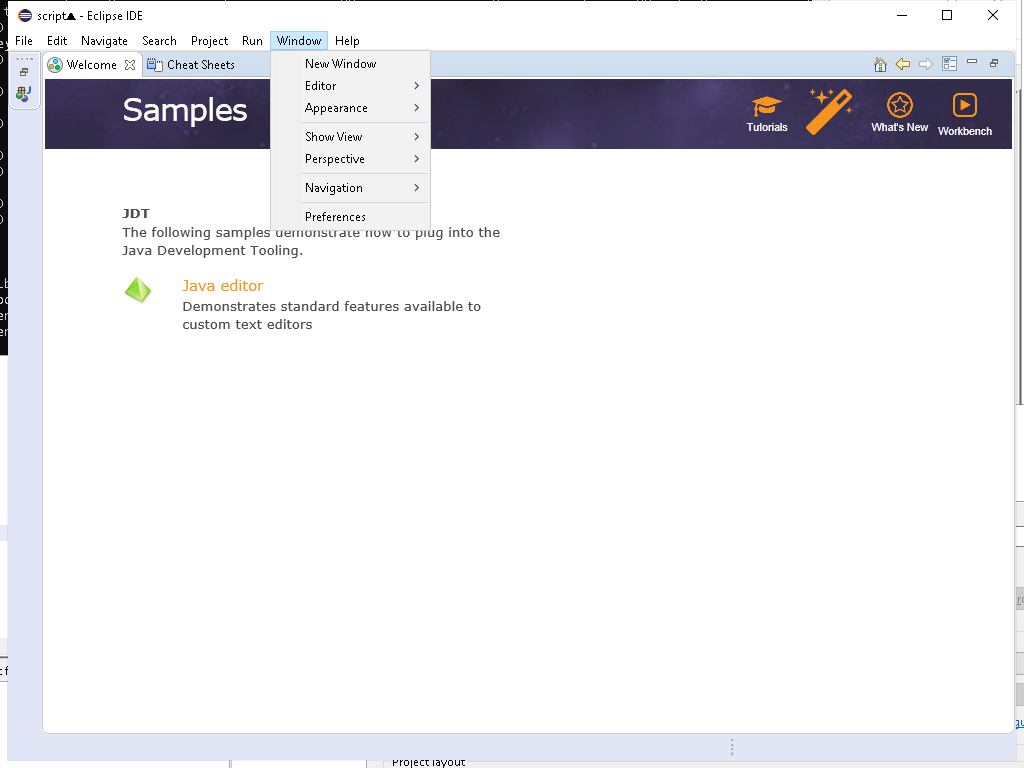 script▲ - Eclipse IDE
File Edit Navigate Search Project Run Window Help
Welcome Cheat Sheets
New Window
Editor
Appearance
Show View
Perspective
Navigation
Preferences
Samples
Tutorials What's New Workbench
JDT
The following samples demonstrate how to plug into the
Java Development Tooling.
Java editor
Demonstrates standard features available to
custom text editors
Project layout